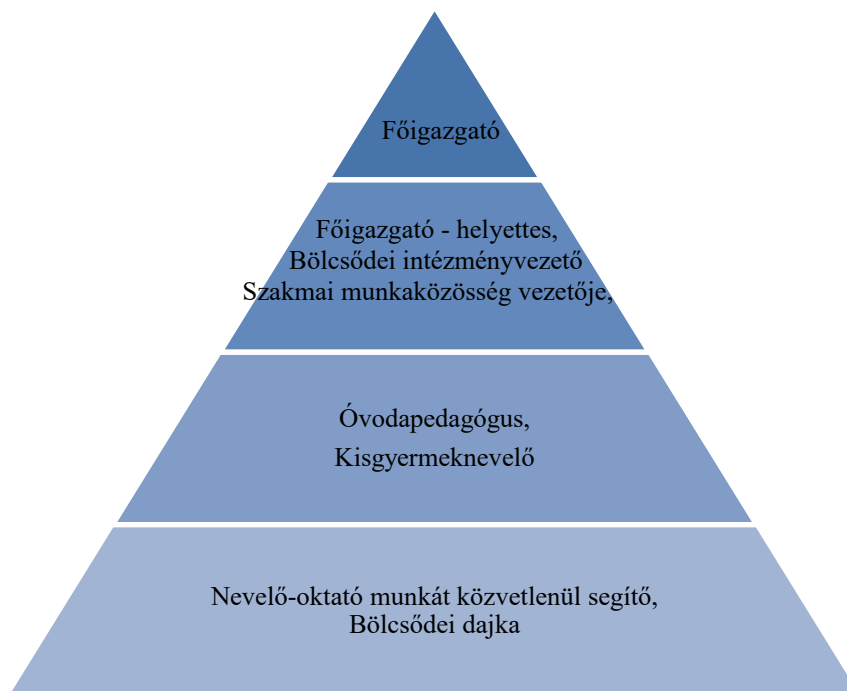 Főigazgató
Főigazgató - helyettes,
Bölcsődei intézményvezető
Szakmai munkaközösség vezetője,
Óvodapedagógus,
Kisgyermeknevelő
Nevelő-oktató munkát közvetlenül segítő,
Bölcsődei dajka